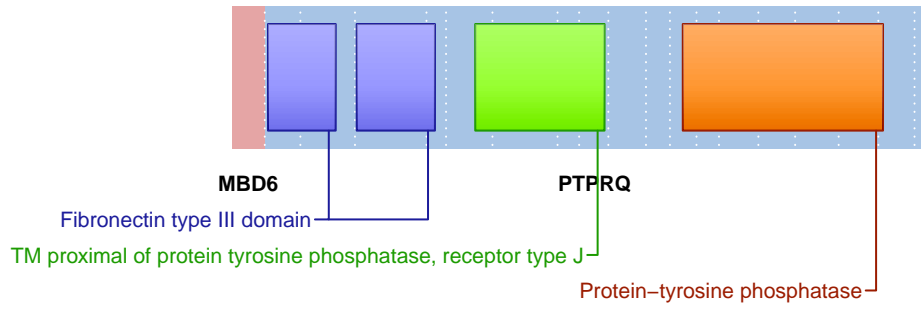 MBD6 PTPRQ
Fibronectin type III domain
TM proximal of protein tyrosine phosphatase, receptor type J
Protein−tyrosine phosphatase